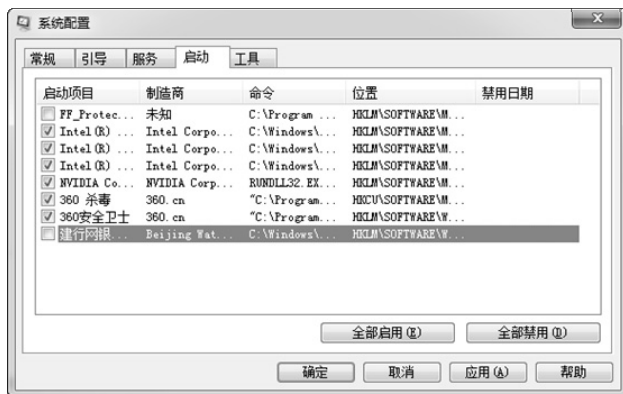 系统配置
常规 引导 服务 启动 工具
启动项目 制造商 命令 位置 禁用日期
FF_Protec... 未知 C:\Program ... HKLM\SOFTWARE\M...
Intel(R) ... Intel Corpo... C:\Windows\... HKLM\SOFTWARE\M...
Intel(R) ... Intel Corpo... C:\Windows\... HKLM\SOFTWARE\M...
Intel(R) ... Intel Corpo... C:\Windows\... HKLM\SOFTWARE\M...
NVIDIA Co... NVIDIA Corp... RUNDLL32.EX... HKLM\SOFTWARE\M...
360 杀毒 360.cn "C:\Program... HKCU\SOFTWARE\M...
360安全卫士 360.cn "C:\Program... HKLM\SOFTWARE\W...
建行网银... Beijing Wat... C:\Windows\... HKLM\SOFTWARE\W...
全部启用(E) 全部禁用(D)
确定 取消 应用(A) 帮助